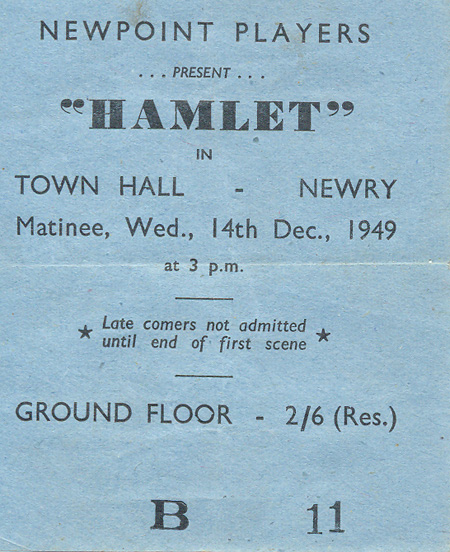 NEWPOINT PLAYERS
... PRESENT ...
"HAMLET"
IN
TOWN HALL - NEWRY
Matinee, Wed., 14th Dec., 1949
at 3 p.m.
★ Late comers not admitted
until end of first scene ★
GROUND FLOOR - 2/6 (Res.)
B 11